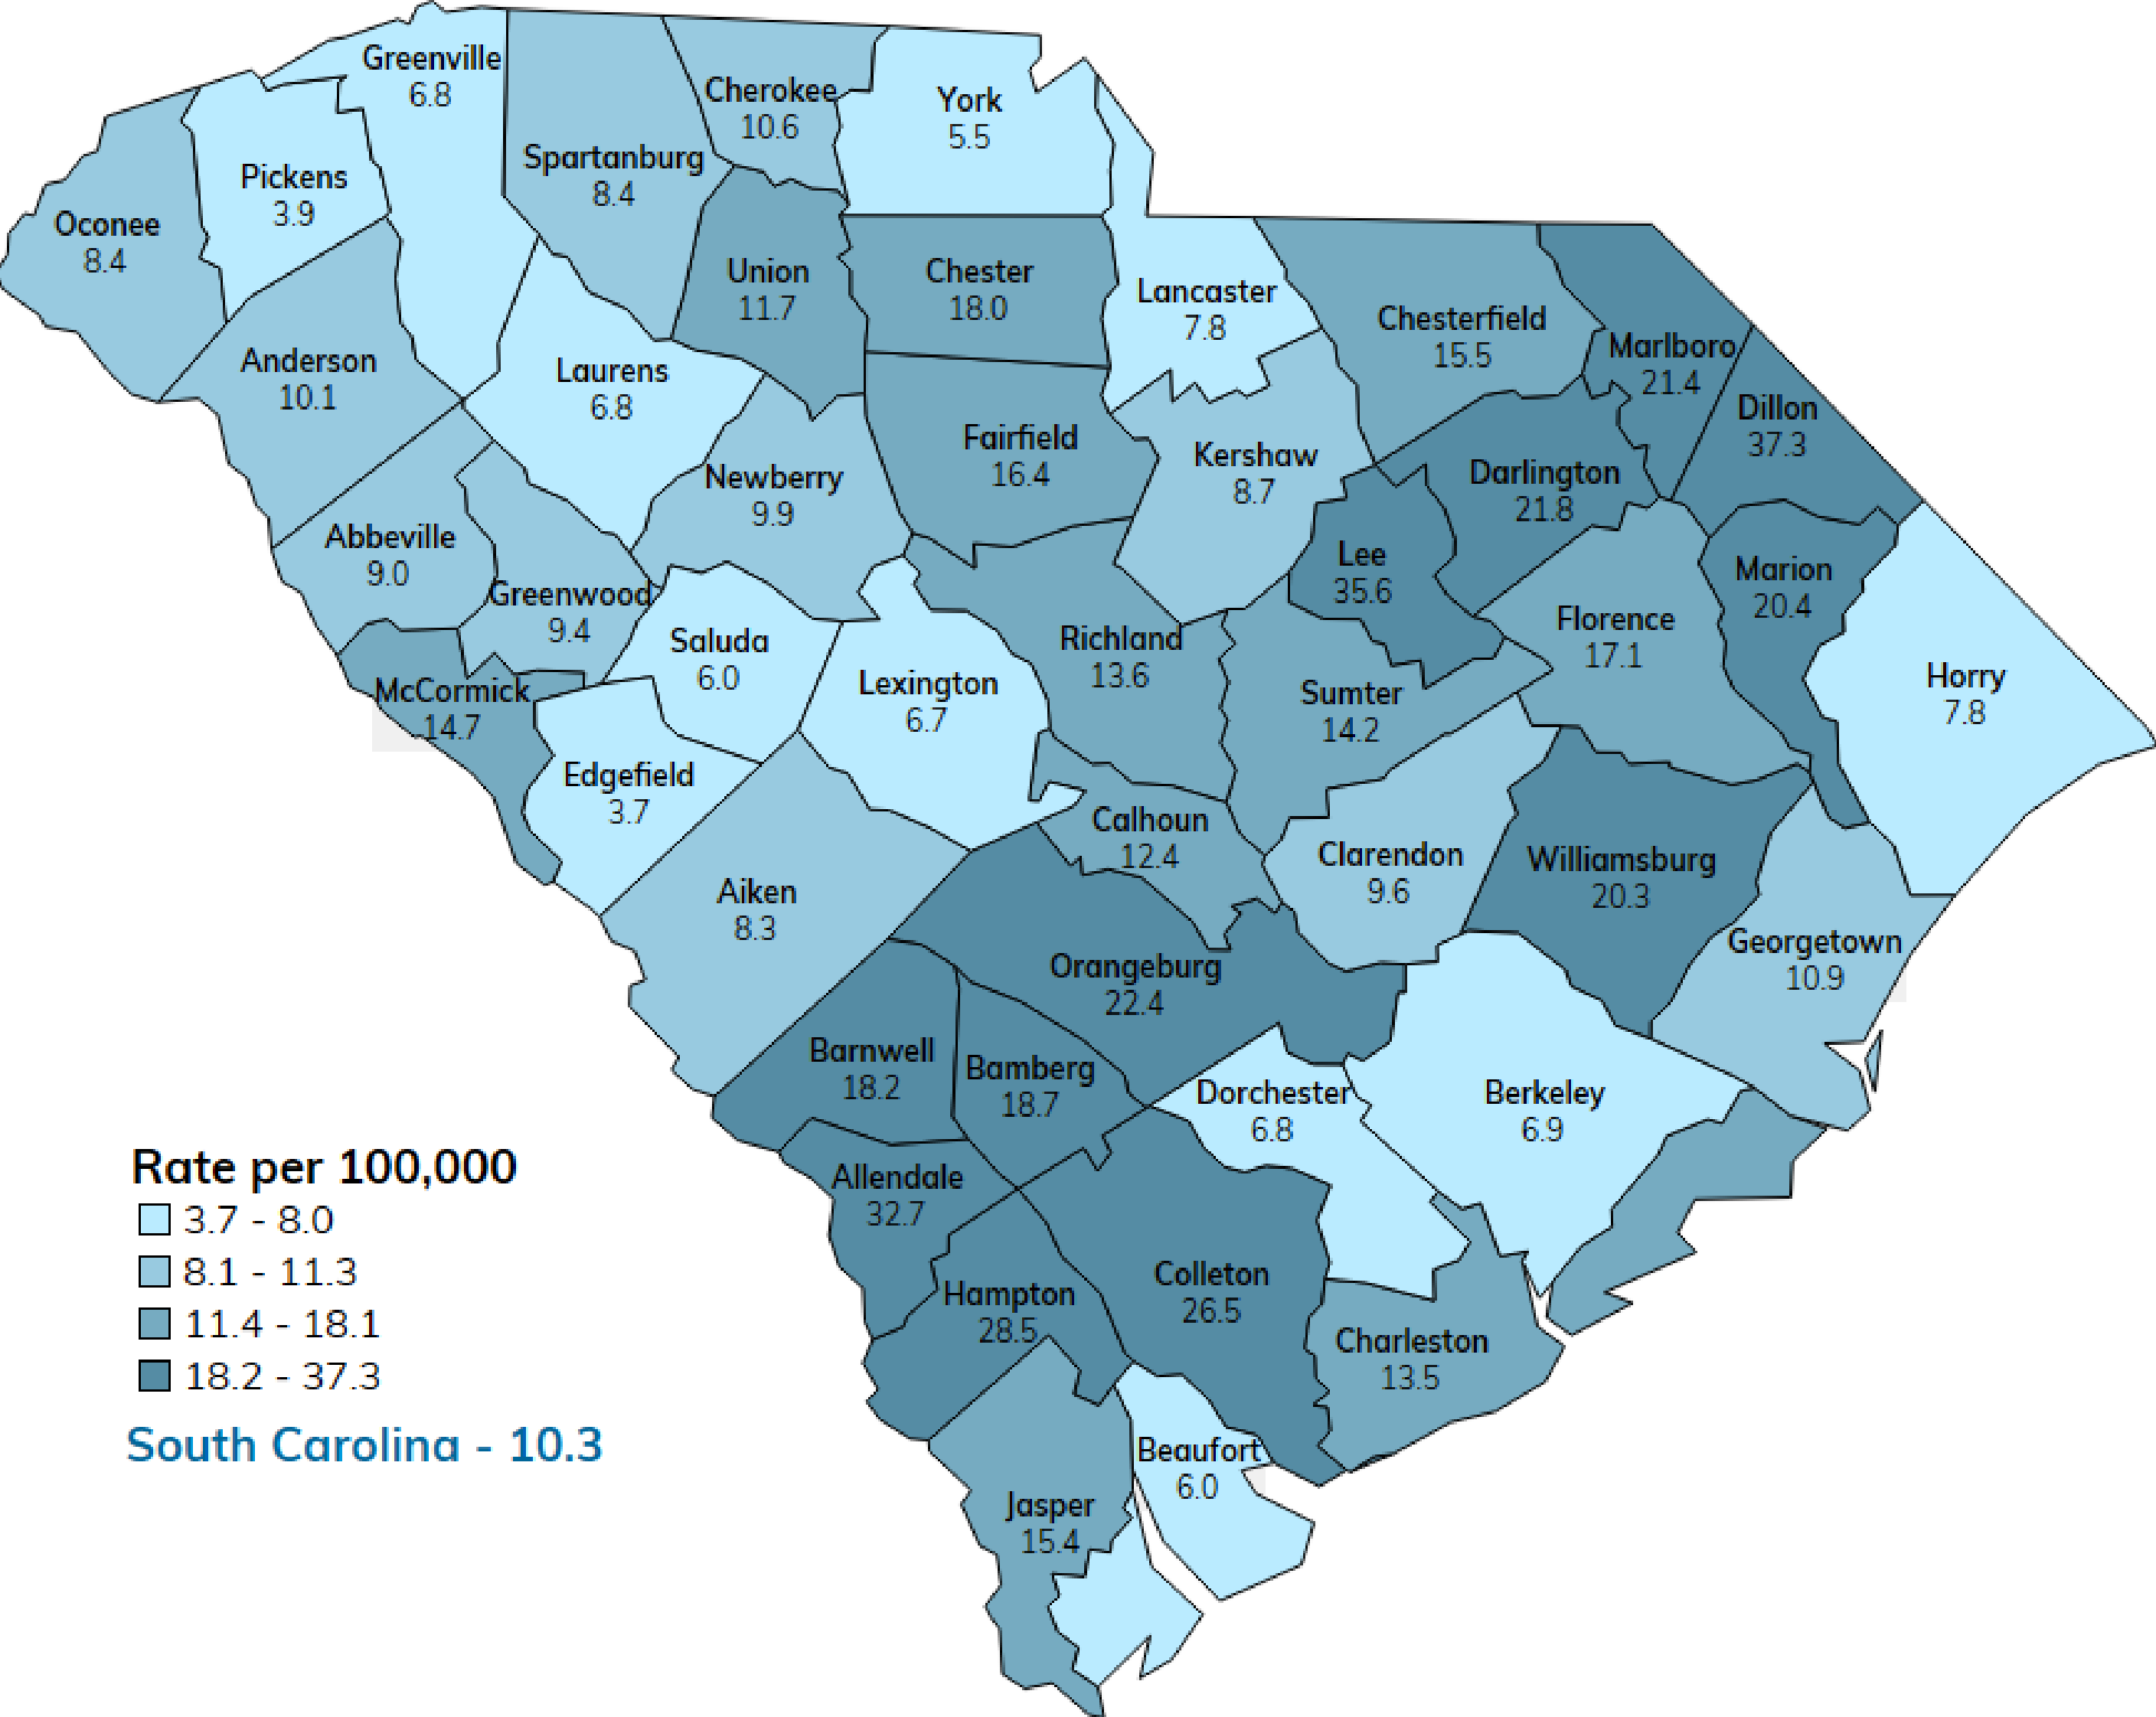 Greenville
6.8
Cherokee
10.6
York
5.5
Spartanburg
8.4
Pickens
3.9
Oconee
8.4
Union
11.7
Chester
18.0
Lancaster
7.8
Chesterfield
15.5
Marlboro
21.4
Dillon
37.3
Anderson
10.1
Laurens
6.8
Fairfield
16.4
Kershaw
8.7
Darlington
21.8
Newberry
9.9
Abbeville
9.0
Greenwood
9.4
Lee
35.6
Marion
20.4
Florence
17.1
Saluda
6.0
Richland
13.6
Lexington
6.7
Sumter
14.2
Horry
7.8
McCormick
14.7
Edgefield
3.7
Calhoun
12.4
Clarendon
9.6
Williamsburg
20.3
Aiken
8.3
Georgetown
10.9
Orangeburg
22.4
Barnwell
18.2
Bamberg
18.7
Dorchester
6.8
Berkeley
6.9
Allendale
32.7
Hampton
28.5
Colleton
26.5
Charleston
13.5
Beaufort
6.0
Jasper
15.4
Rate per 100,000
3.7 - 8.0
8.1 - 11.3
11.4 - 18.1
18.2 - 37.3
South Carolina - 10.3